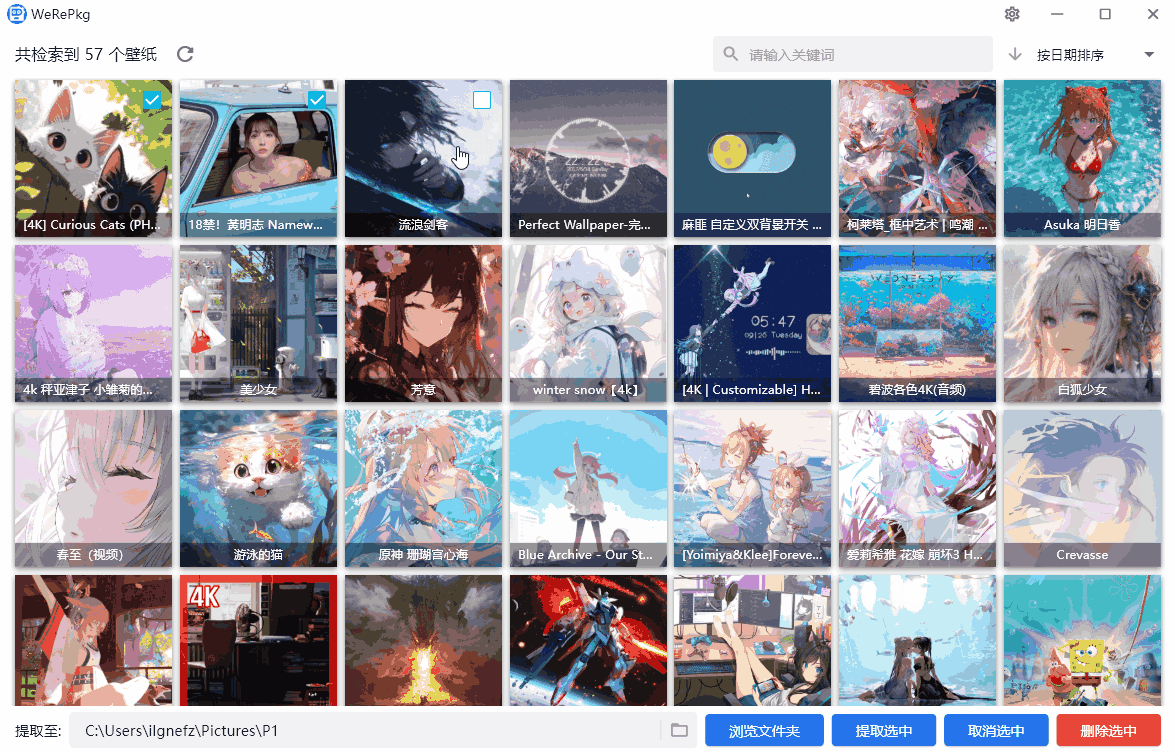 WeRePkg
共检索到 57 个壁纸
请输入关键词
按日期排序
[4K] Curious Cats (PH...
18禁！黄明志 Namew...
流浪剑客
22:22
Perfect Wallpaper-完...
麻匪 自定义双背景开关 ...
柯莱塔_框中艺术 | 鸣潮 ...
Asuka 明日香
4k 秤亚津子 小雏菊的...
美少女
芳意
winter snow【4k】
05:47
09|26 Tuesday
[4K | Customizable] H...
碧波各色4K(音频)
白狐少女
春至（视频）
游泳的猫
原神 珊瑚宫心海
Blue Archive - Our St...
[Yoimiya&Klee]Foreve...
爱莉希雅 花嫁 崩坏3 H...
Crevasse
4K
提取至:
C:\Users\ilgnefz\Pictures\P1
浏览文件夹
提取选中
取消选中
删除选中